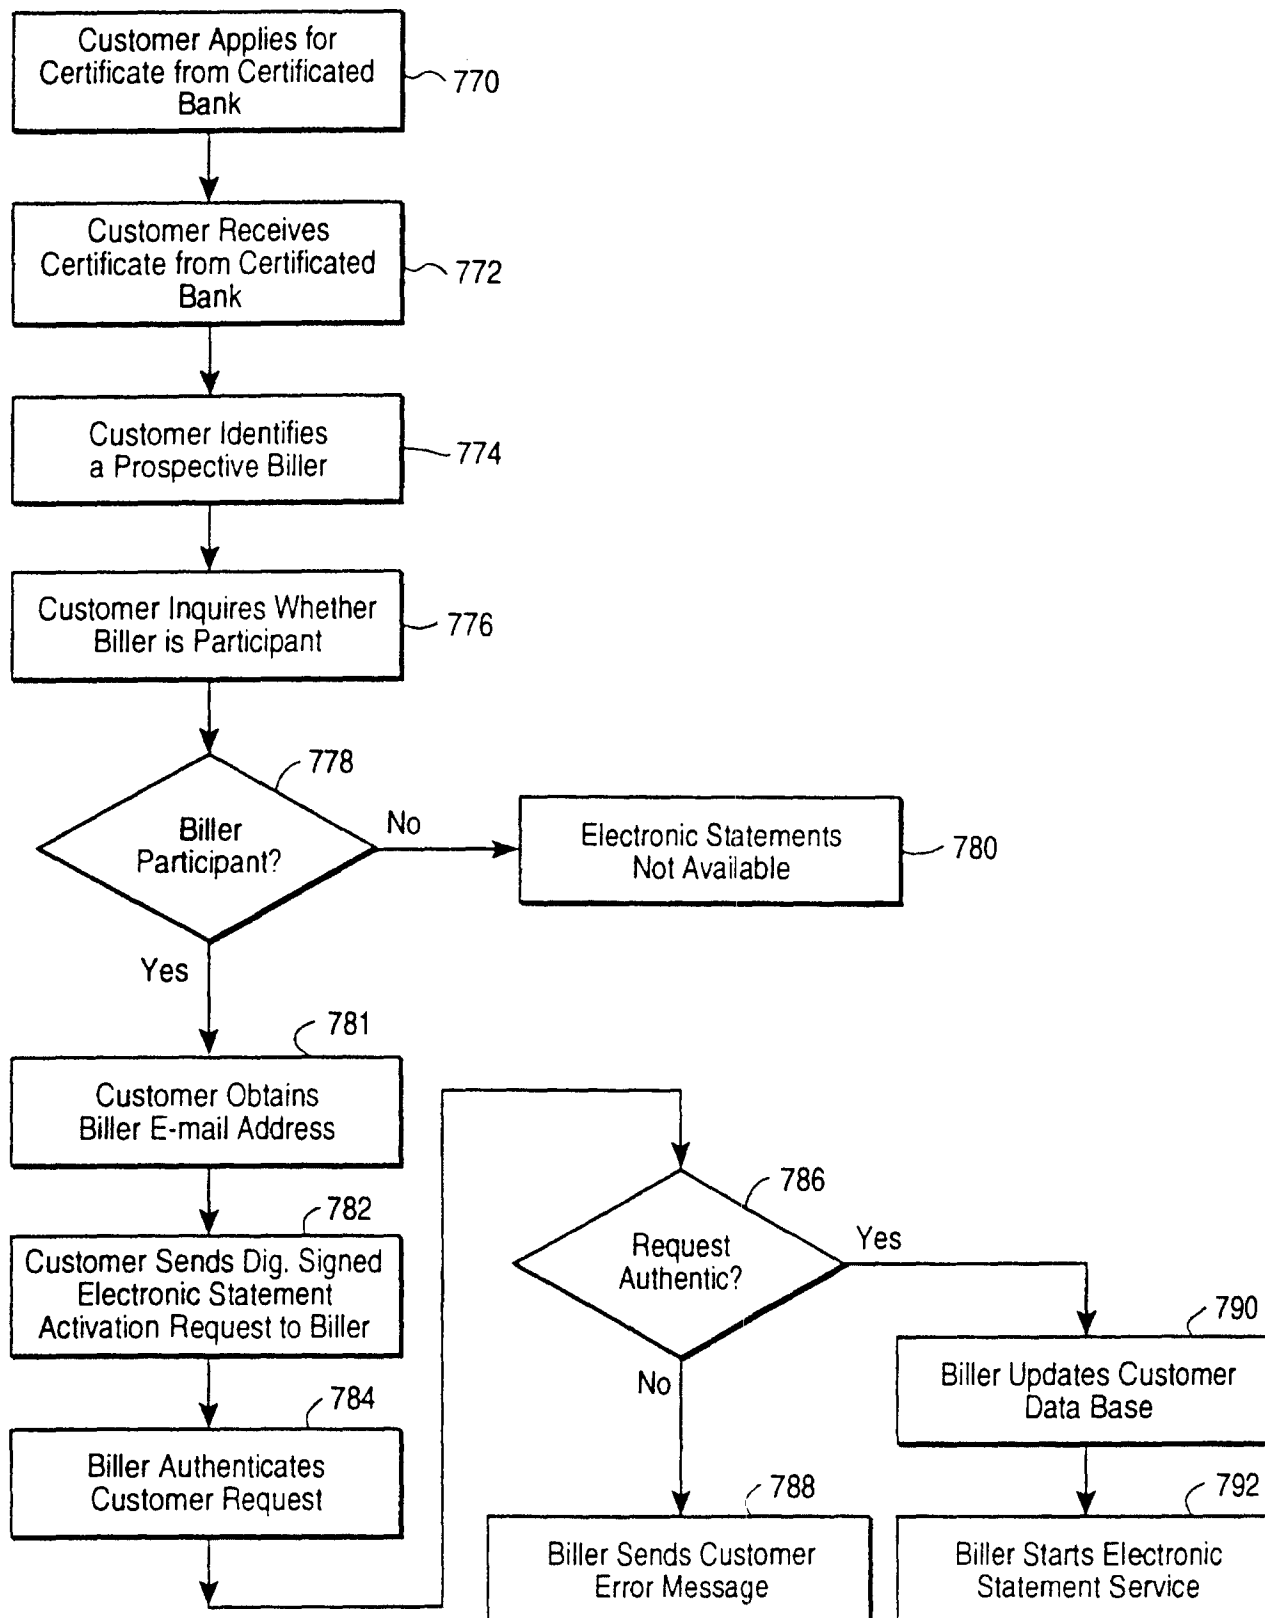 Customer Applies for
Certificate from Certificated
Bank
770
Customer Receives
Certificate from Certificated
Bank
772
Customer Identifies
a Prospective Biller
774
Customer Inquires Whether
Biller is Participant
776
778
Biller
Participant?
No
Electronic Statements
Not Available
780
Yes
781
Customer Obtains
Biller E-mail Address
782
Customer Sends Dig. Signed
Electronic Statement
Activation Request to Biller
784
Biller Authenticates
Customer Request
786
Request
Authentic?
Yes
No
790
Biller Updates Customer
Data Base
788
Biller Sends Customer
Error Message
792
Biller Starts Electronic
Statement Service